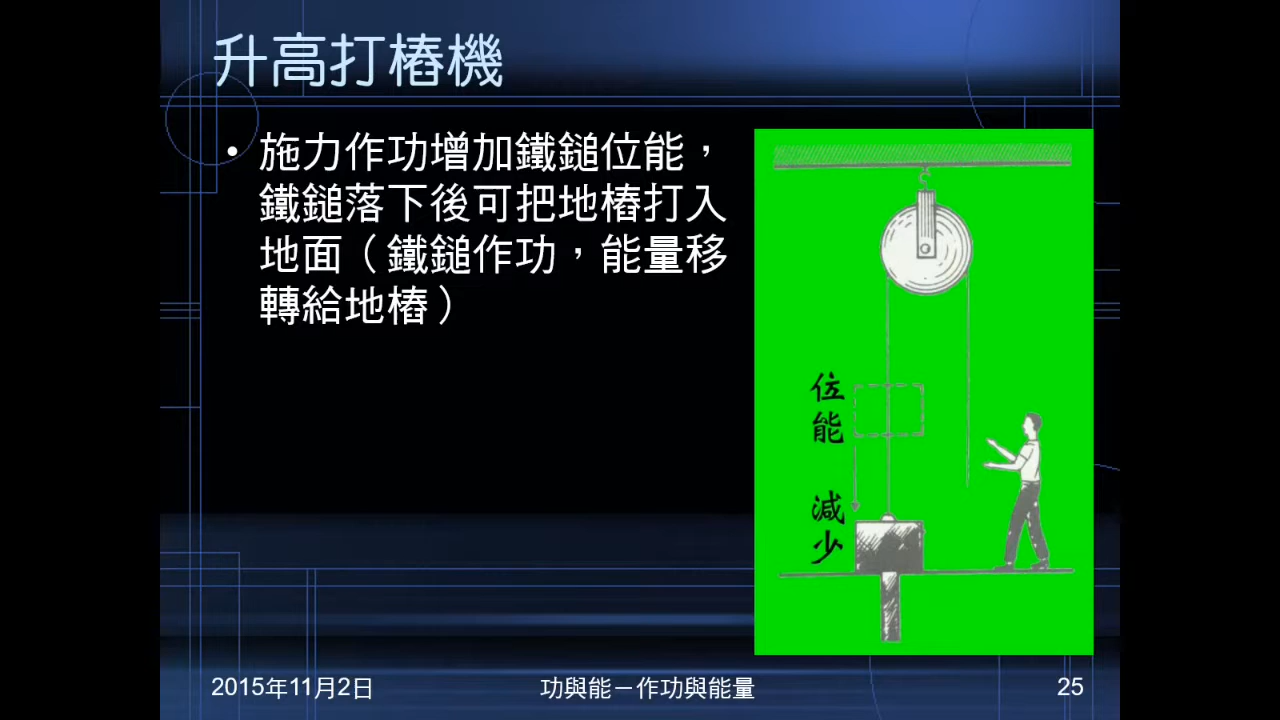 升高打樁機
• 施力作功增加鐵鎚位能，
鐵鎚落下後可把地樁打入
地面（鐵鎚作功，能量移
轉給地樁）
位能
減少
2015年11月2日
功與能－作功與能量
25